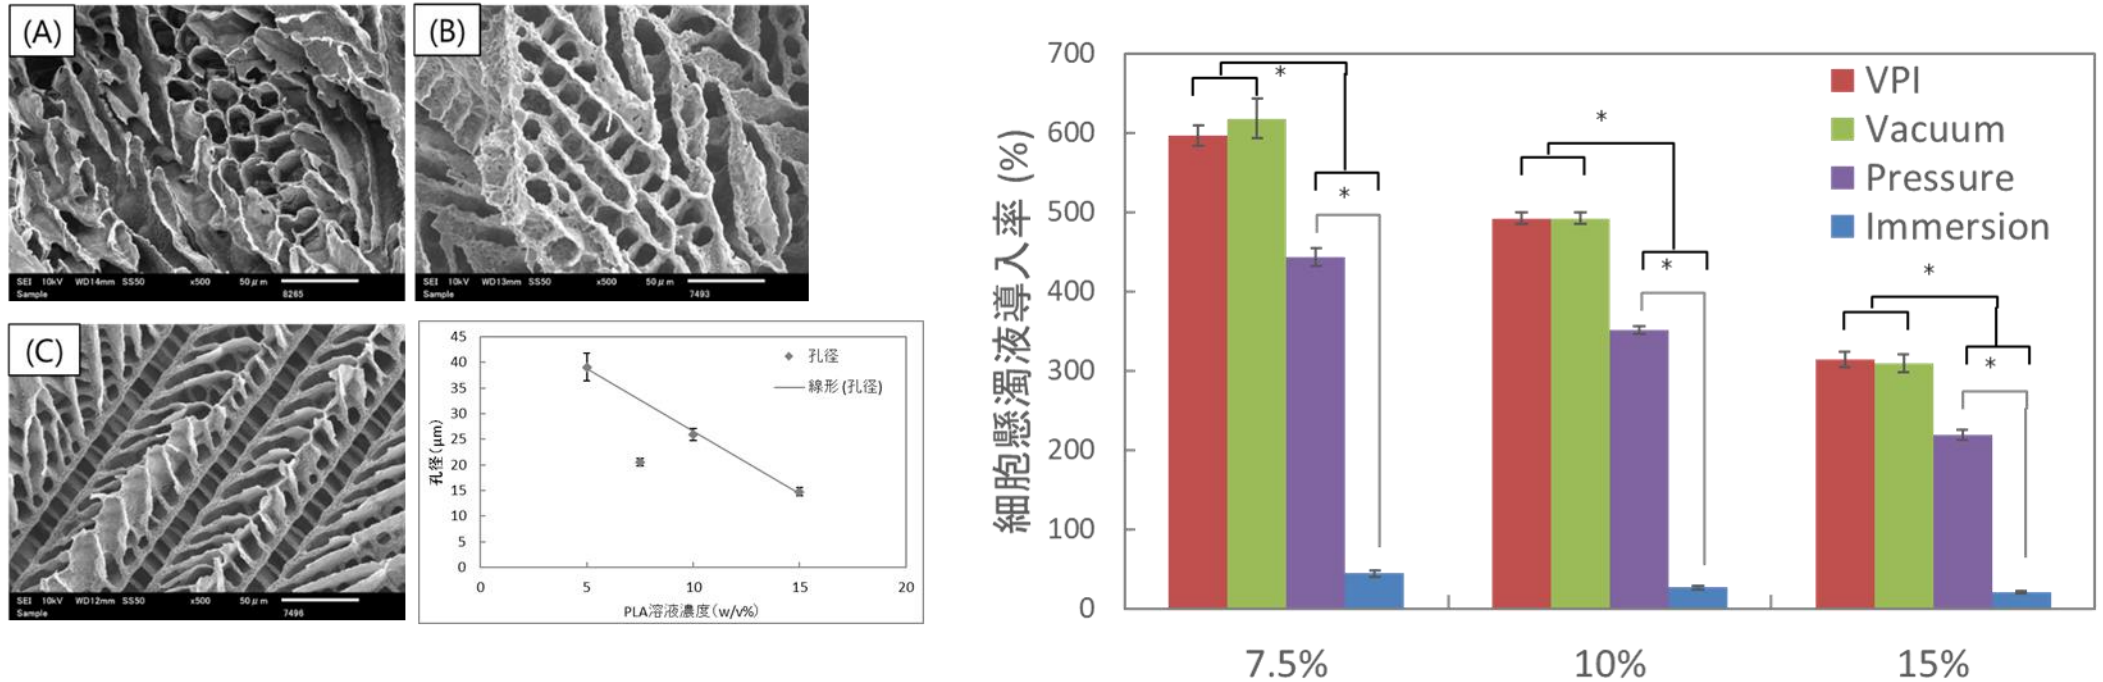 (A)
SEI 10kV WD14mm SS50 x500 50μm
Sample 8265
(B)
SEI 10kV WD13mm SS50 x500 50μm
Sample 7493
(C)
SEI 10kV WD12mm SS50 x500 50μm
Sample 7496
45
40
35
30
25
20
15
10
5
0
孔径(μm)
◆ 孔径
線形 (孔径)
0 5 10 15 20
PLA溶液濃度(w/v%)
700
600
500
400
300
200
100
0
細胞懸濁液導入率 (%)
VPI
Vacuum
Pressure
Immersion
*
*
*
*
*
*
7.5% 10% 15%